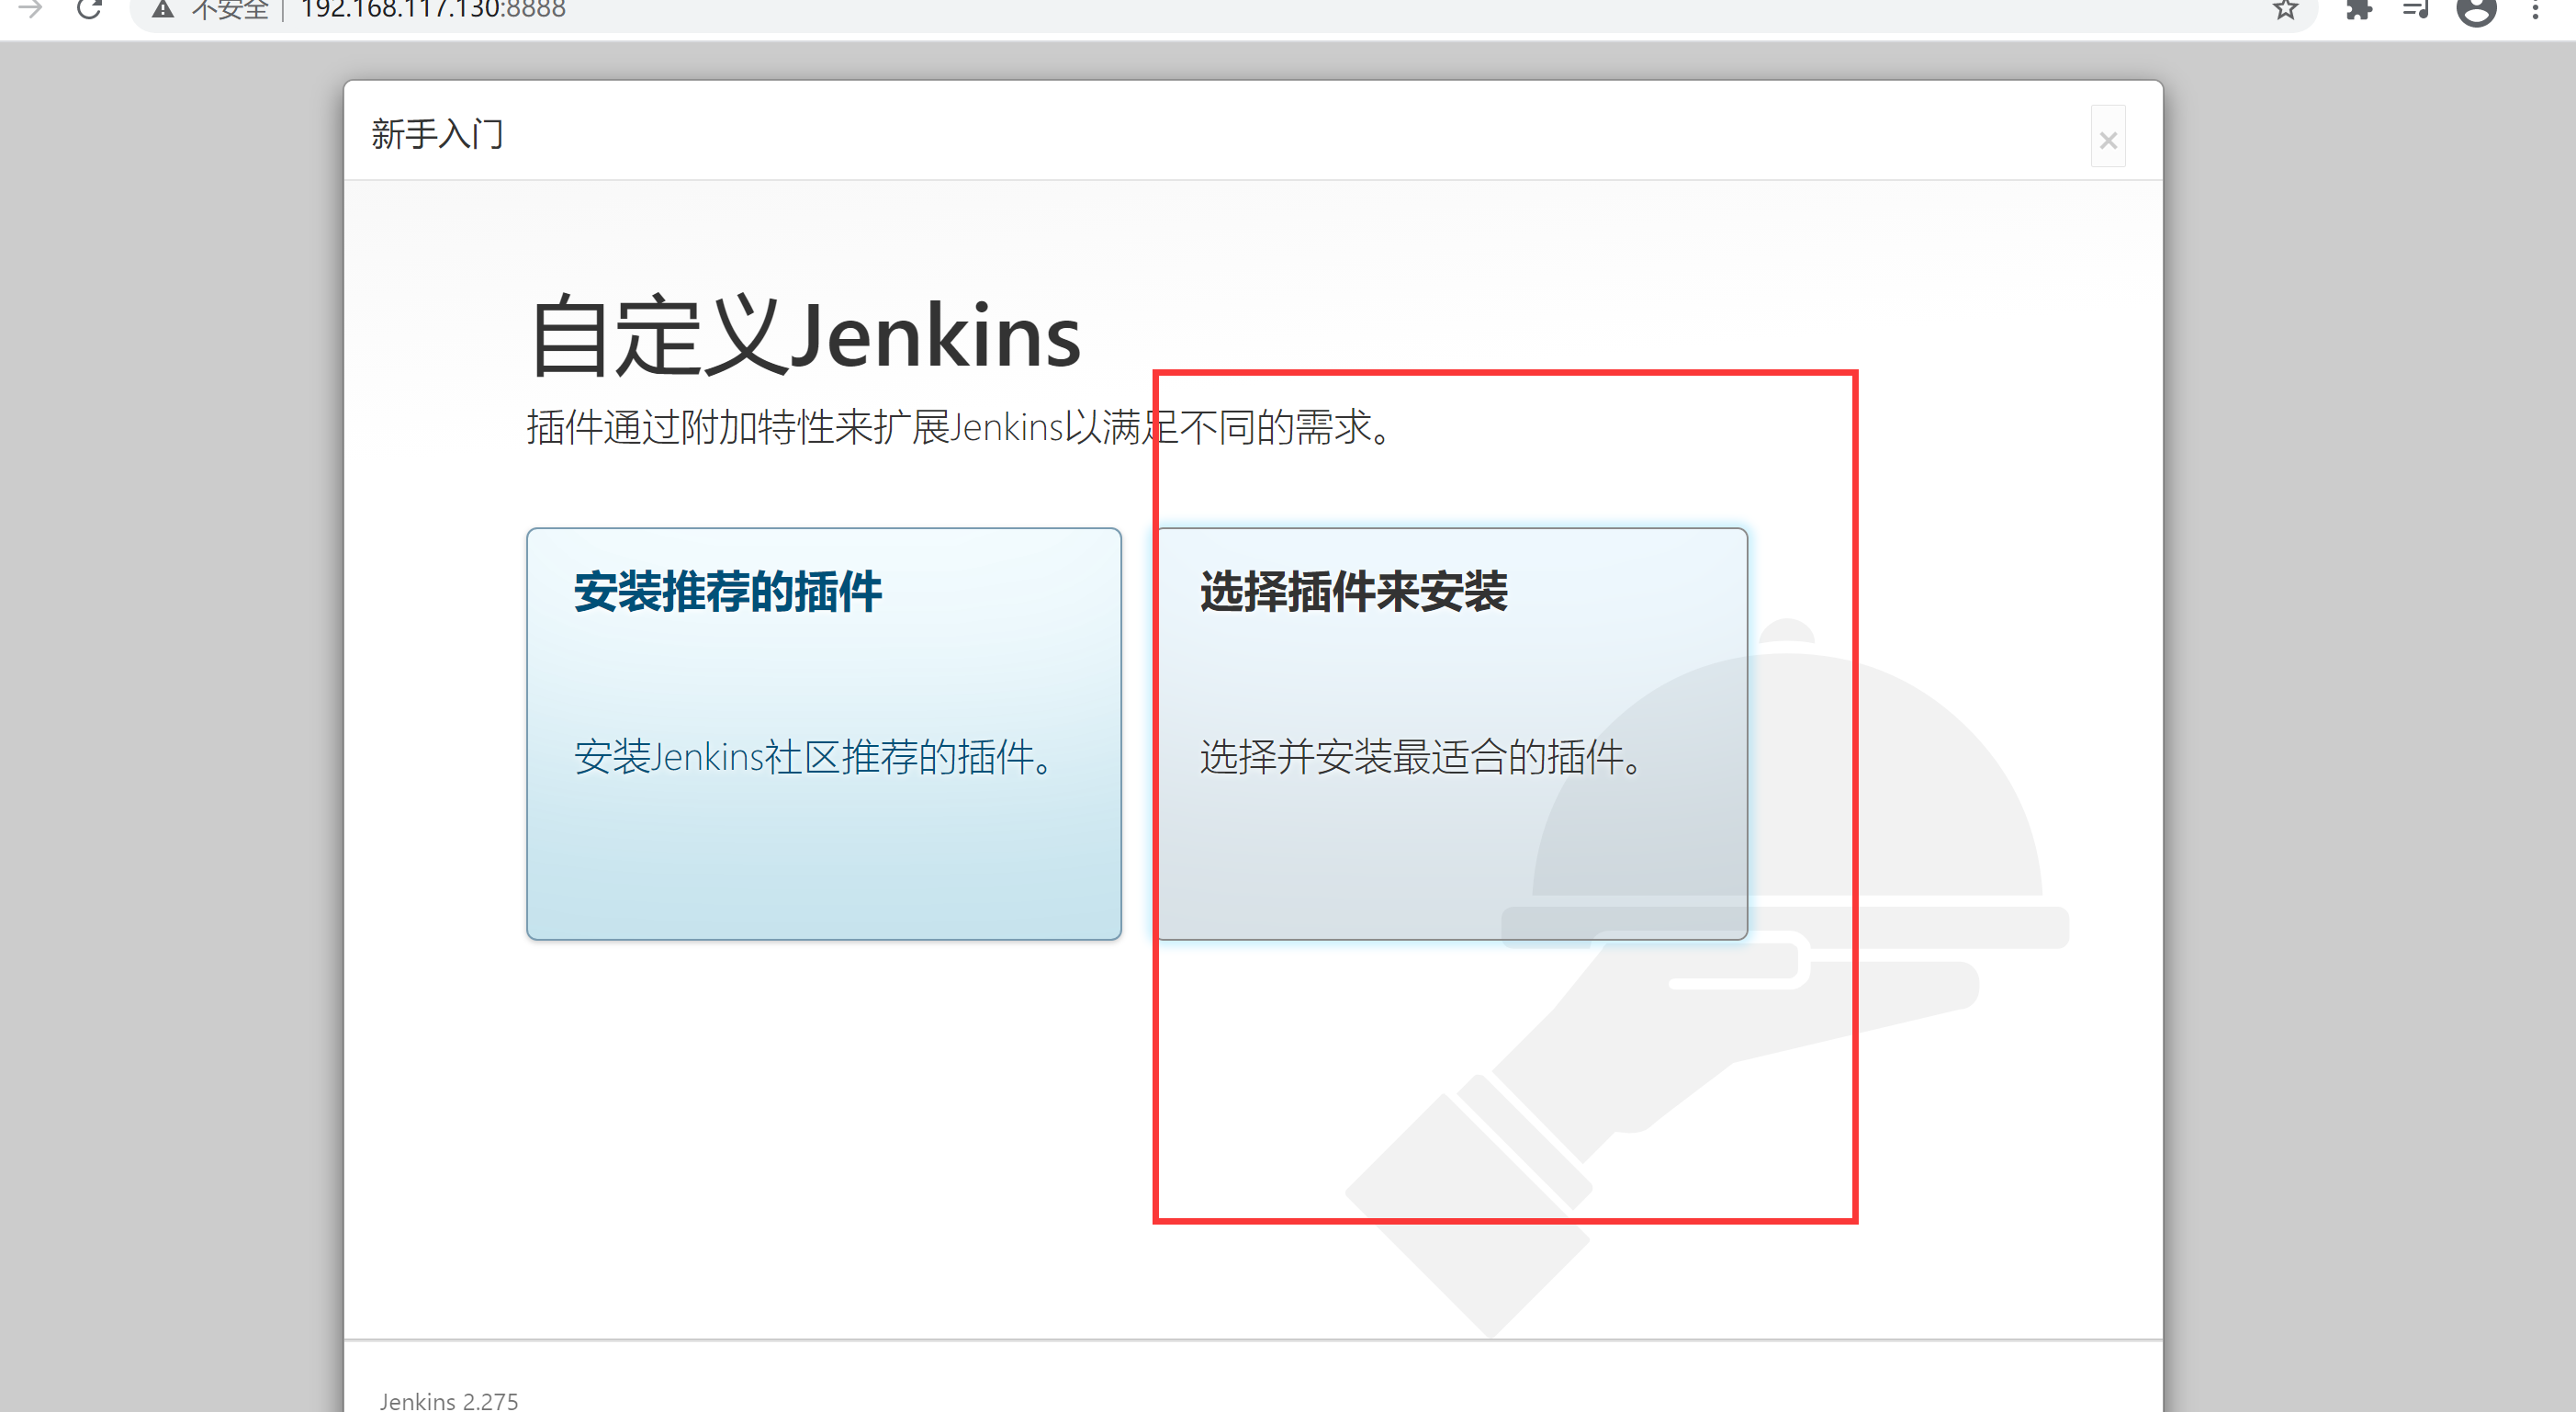 不安全 192.168.117.130:8888
新手入门
×
自定义Jenkins
插件通过附加特性来扩展Jenkins以满足不同的需求。
安装推荐的插件
安装Jenkins社区推荐的插件。
选择插件来安装
选择并安装最适合的插件。
Jenkins 2.275